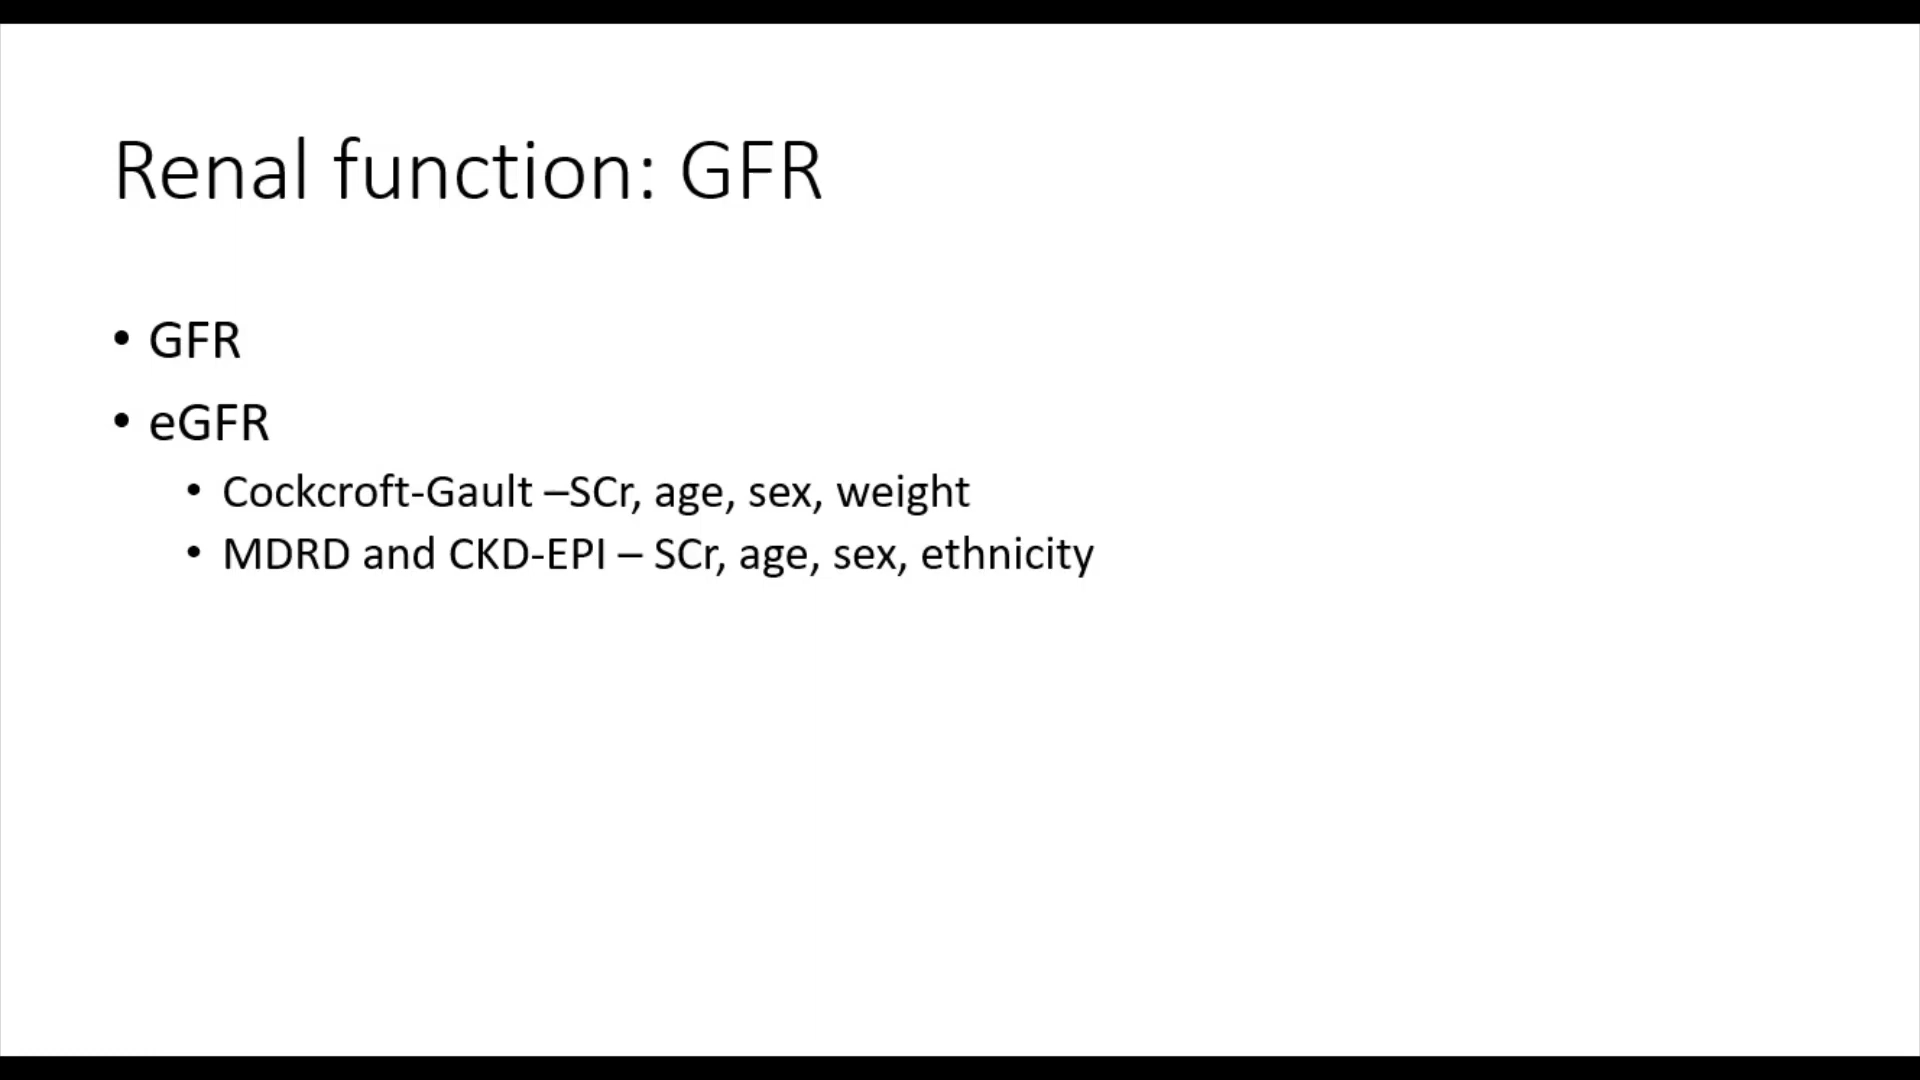 Renal function: GFR
• GFR
• eGFR
• Cockcroft-Gault –SCr, age, sex, weight
• MDRD and CKD-EPI – SCr, age, sex, ethnicity